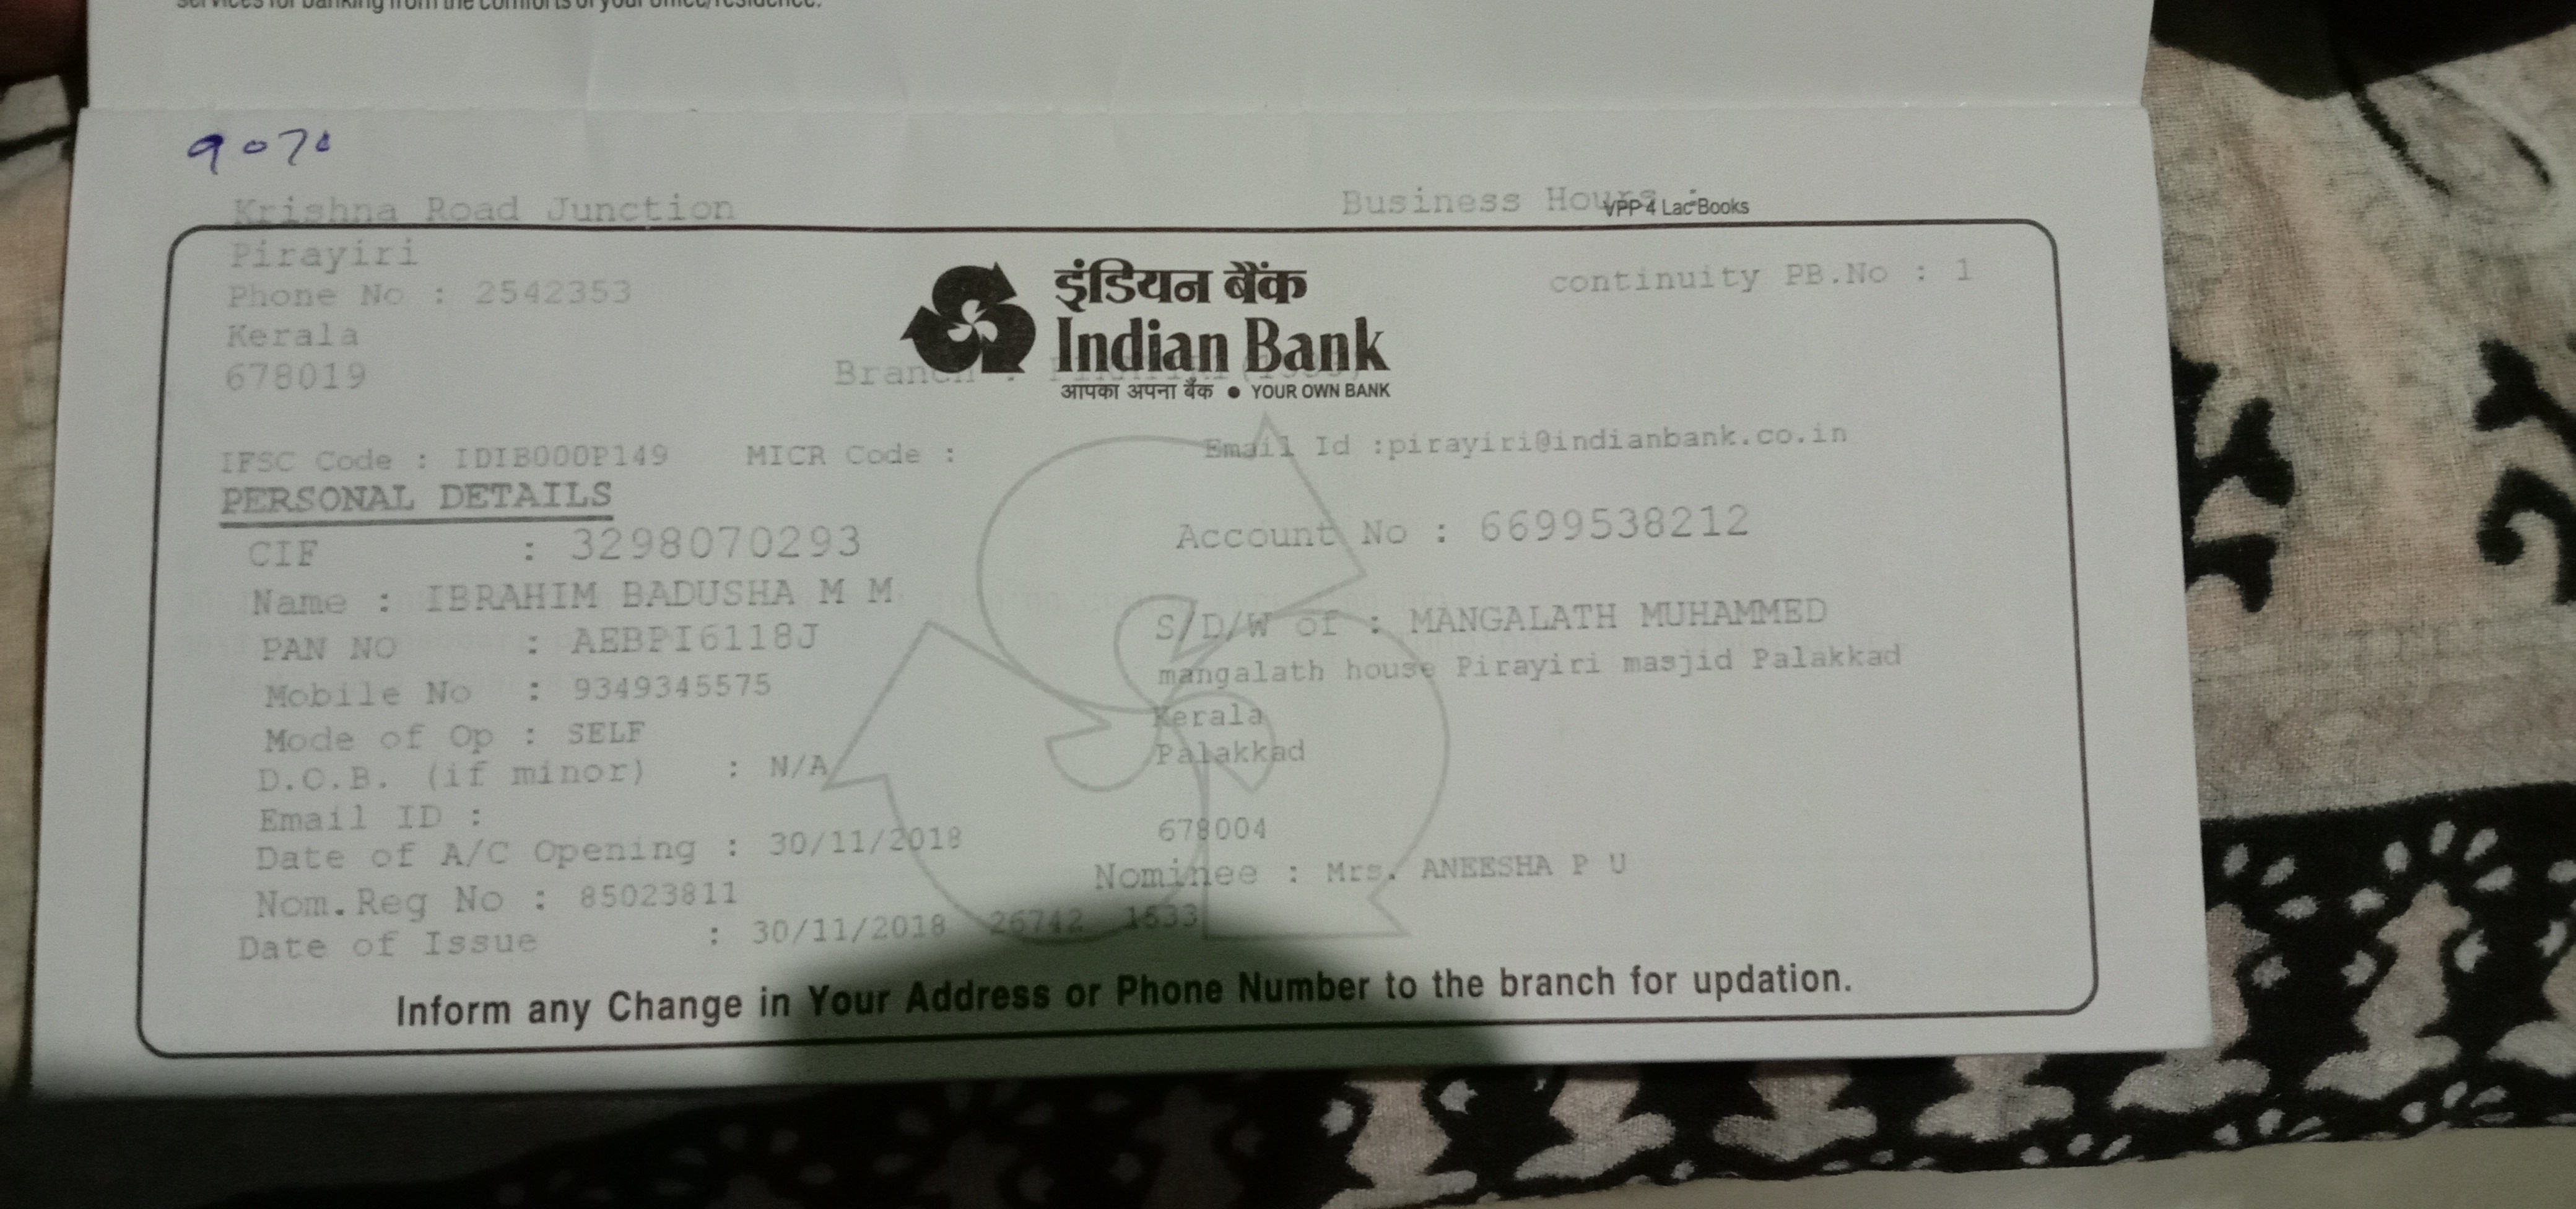 services for banking from the comforts of your office/residence.
9070
Krishna Road Junction
Business Hours :
VPP 4 Lac Books
Pirayiri
Phone No : 2542353
continuity PB.No : 1
Kerala
678019
इंडियन बैंक
Indian Bank
आपका अपना बैंक ● YOUR OWN BANK
Branch :
IFSC Code : IDIB000P149 MICR Code : Email Id :pirayiri@indianbank.co.in
PERSONAL DETAILS
CIF : 3298070293 Account No : 6699538212
Name : IBRAHIM BADUSHA M M S/D/W of : MANGALATH MUHAMMED
PAN NO : AEBPI6118J mangalath house Pirayiri masjid Palakkad
Mobile No : 9349345575 Kerala
Mode of Op : SELF Palakkad
D.O.B. (if minor) : N/A
Email ID : 678004
Date of A/C Opening : 30/11/2018
Nom.Reg No : 85023811 Nominee : Mrs. ANEESHA P U
Date of Issue : 30/11/2018 26742 1633
Inform any Change in Your Address or Phone Number to the branch for updation.